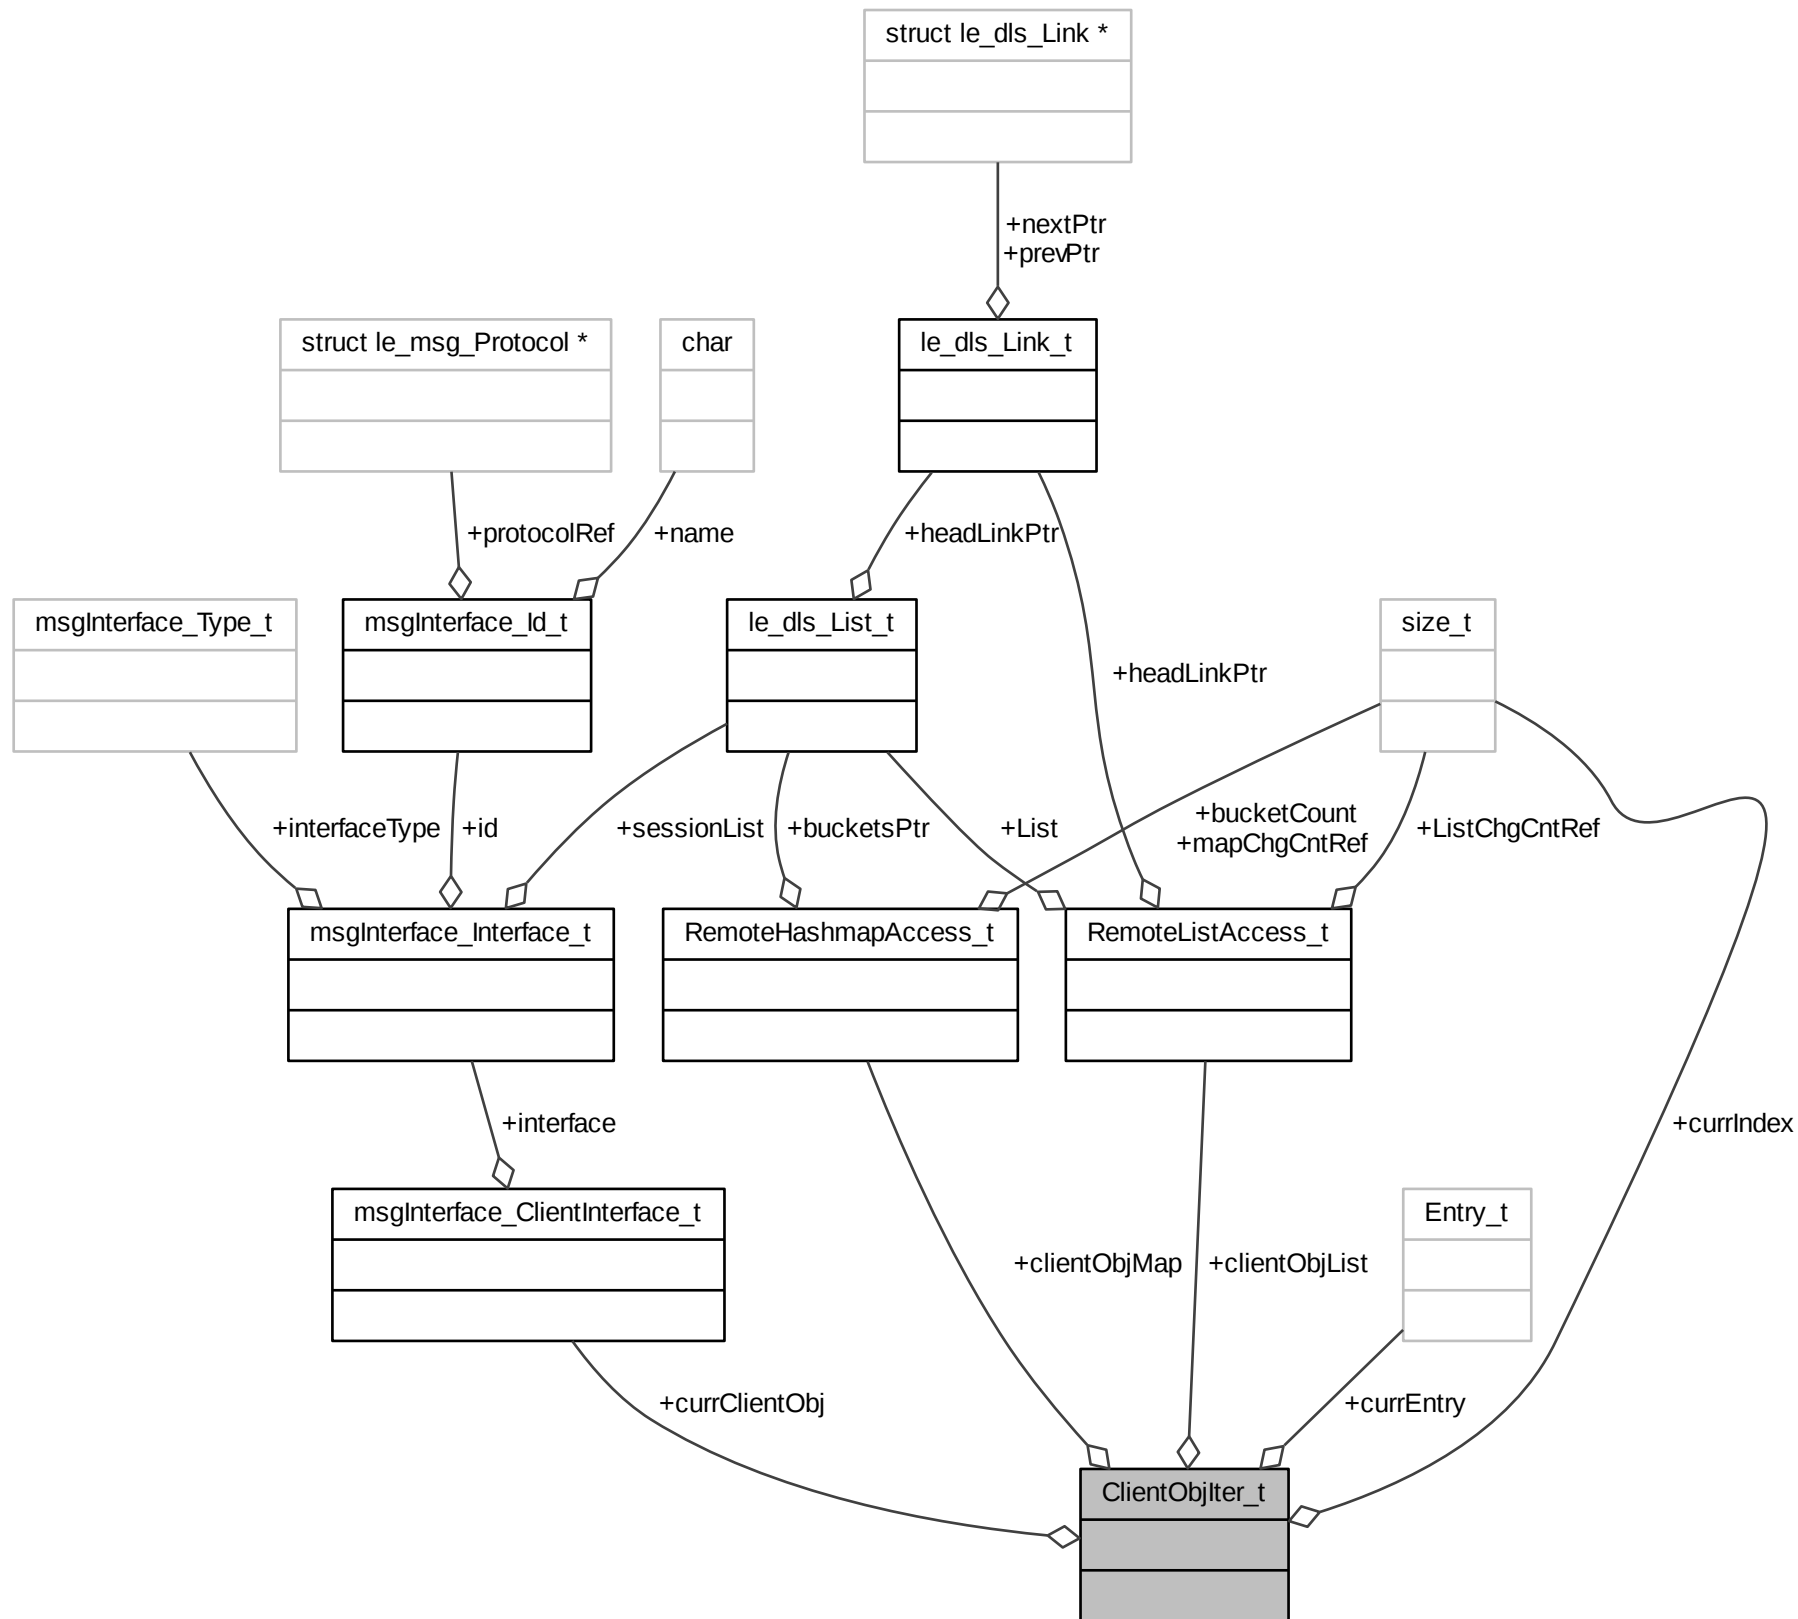 struct le_dls_Link *
+nextPtr
+prevPtr
struct le_msg_Protocol *
char
le_dls_Link_t
+protocolRef
+name
+headLinkPtr
msgInterface_Type_t
msgInterface_Id_t
le_dls_List_t
size_t
+headLinkPtr
+interfaceType
+id
+sessionList
+bucketsPtr
+List
+bucketCount
+mapChgCntRef
+ListChgCntRef
msgInterface_Interface_t
RemoteHashmapAccess_t
RemoteListAccess_t
+interface
+currIndex
msgInterface_ClientInterface_t
Entry_t
+clientObjMap
+clientObjList
+currClientObj
+currEntry
ClientObjIter_t